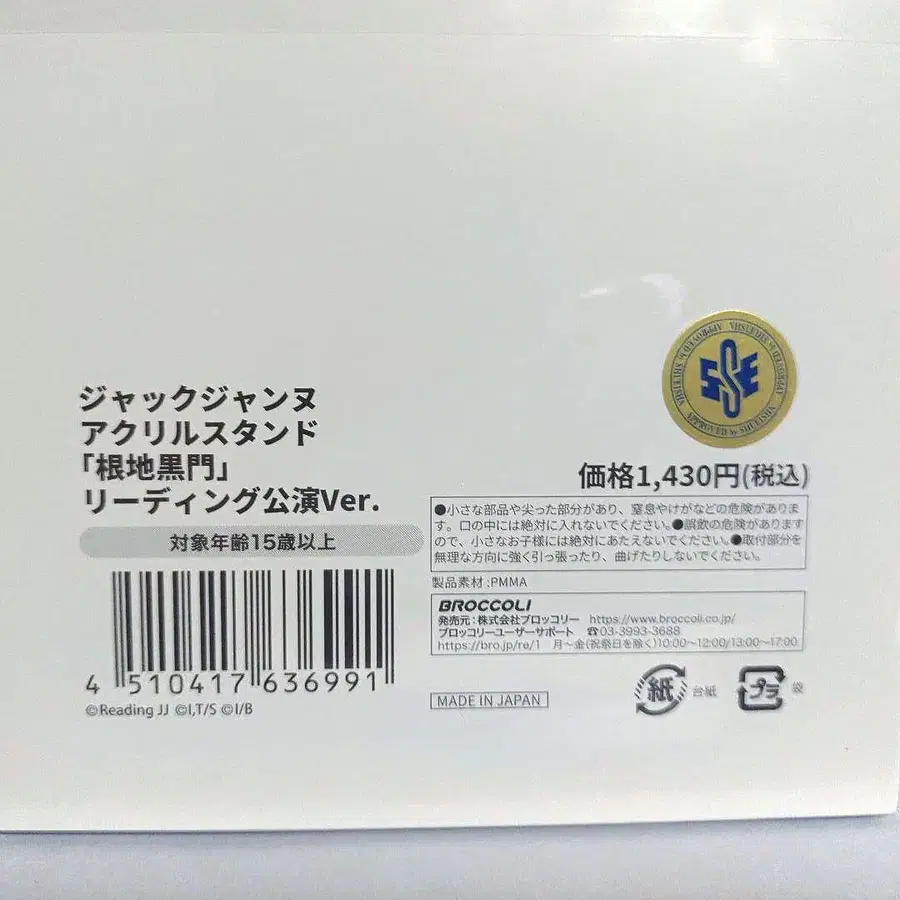 ジャックジャンヌ
アクリルスタンド
「根地黒門」
リーディング公演Ver.
対象年齢15歳以上
4 510417 636991
©Reading JJ ©I,T/S ©I/B
APPROVED by SHUEISHA
SSE
価格1,430円(税込)
●小さな部品や尖った部分があり、窒息やけがなどの危険がありま
す。口の中には絶対に入れないでください。●誤飲の危険があります
ので、小さなお子様には絶対にあたえないでください。●取付部分を
無理な方向に強く引っ張ったり、曲げたりしないでください。
製品素材:PMMA
BROCCOLI
発売元:株式会社ブロッコリー https://www.broccoli.co.jp/
ブロッコリーユーザーサポート ☎03-3993-3688
https://bro.jp/re/1 月〜金(祝祭日を除く)10:00〜12:00/13:00〜17:00
MADE IN JAPAN
紙 台紙 プラ 袋